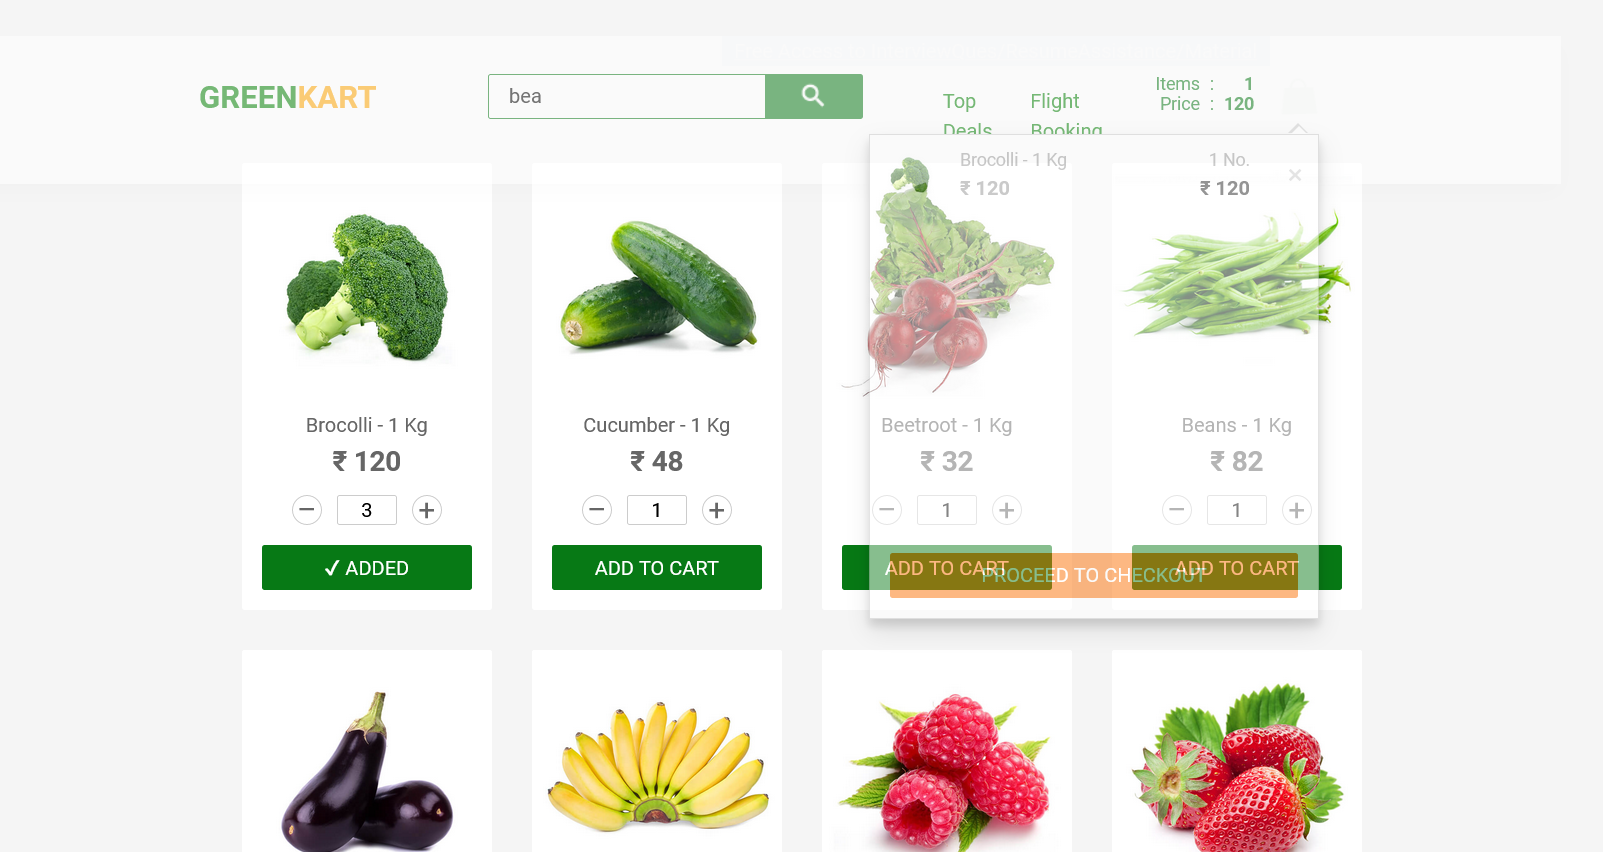 GREENKART
bea
Top Deals
Flight Booking
Items : 1
Price : 120
Brocolli - 1 Kg
₹ 120
1 No.
₹ 120
×
Brocolli - 1 Kg
₹ 120
− 3 +
✓ ADDED
Cucumber - 1 Kg
₹ 48
− 1 +
ADD TO CART
Beetroot - 1 Kg
₹ 32
− 1 +
ADD TO CART
Beans - 1 Kg
₹ 82
− 1 +
ADD TO CART
PROCEED TO CHECKOUT